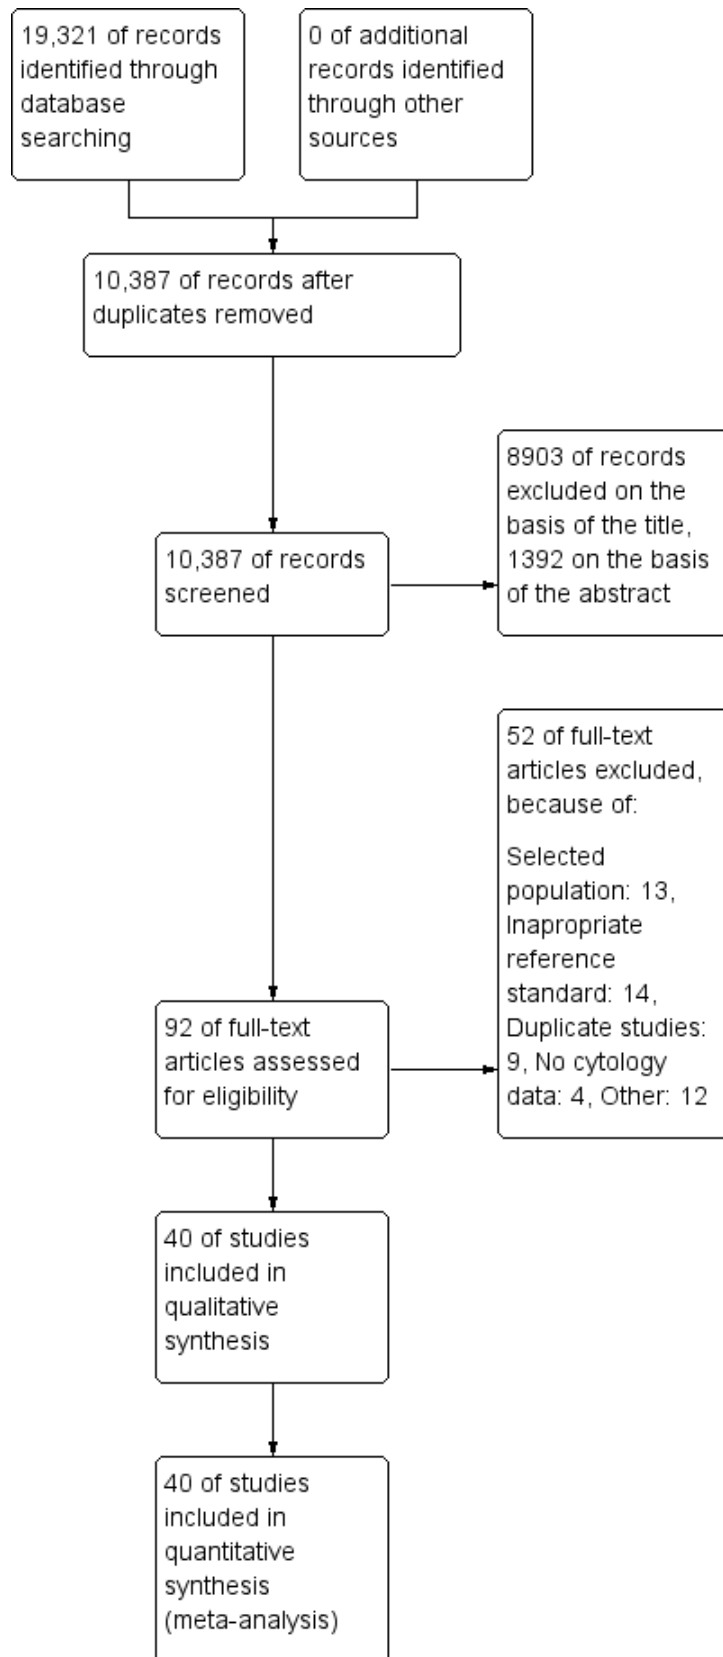 19,321 of records
identified through
database
searching
0 of additional
records identified
through other
sources
10,387 of records after
duplicates removed
8903 of records
excluded on the
basis of the title,
1392 on the basis
of the abstract
10,387 of records
screened
52 of full-text
articles excluded,
because of:
Selected
population: 13,
Inapropriate
reference
standard: 14,
Duplicate studies:
9, No cytology
data: 4, Other: 12
92 of full-text
articles assessed
for eligibility
40 of studies
included in
qualitative
synthesis
40 of studies
included in
quantitative
synthesis
(meta-analysis)